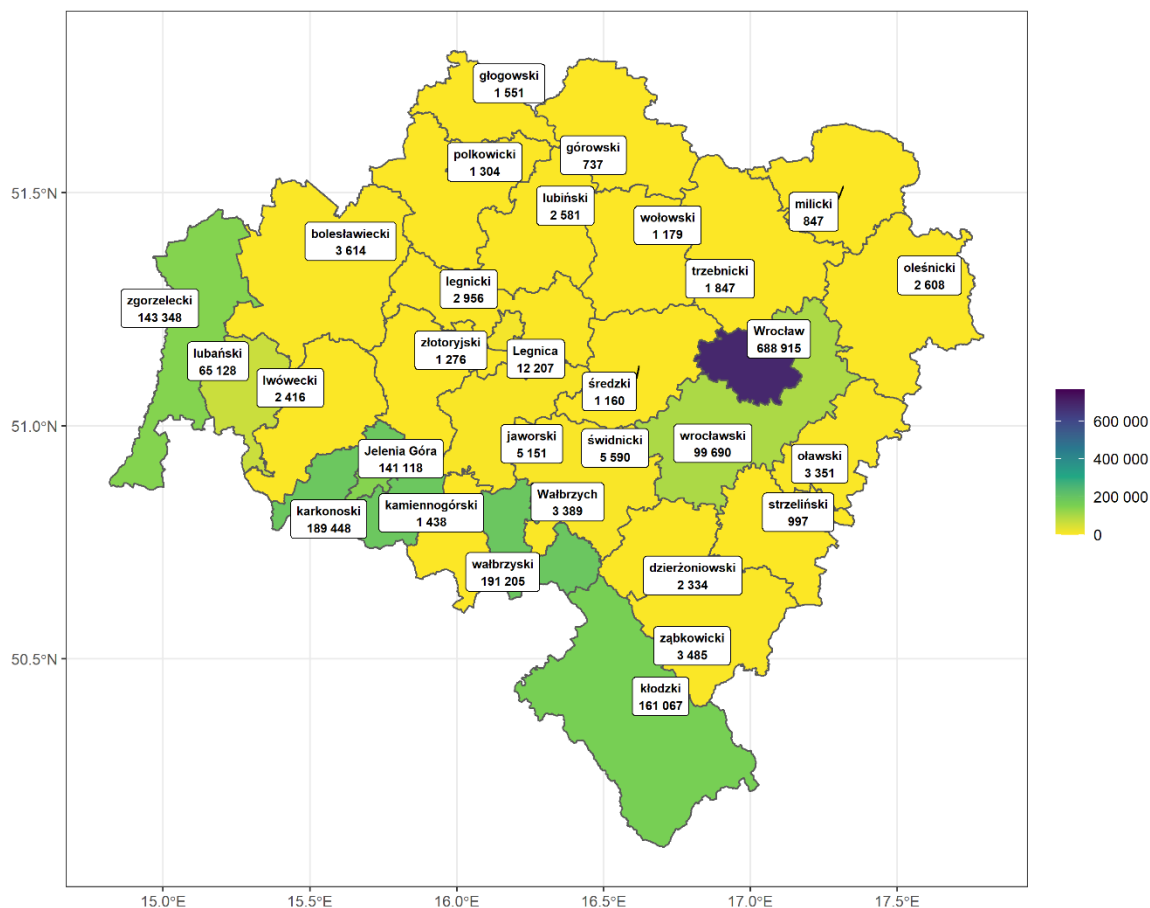 głogowski
1 551
polkowicki
1 304
górowski
737
lubiński
2 581
wołowski
1 179
milicki
847
51.5°N
bolesławiecki
3 614
oleśnicki
2 608
trzebnicki
1 847
legnicki
2 956
zgorzelecki
143 348
Wrocław
688 915
złotoryjski
1 276
Legnica
12 207
lubański
65 128
lwówecki
2 416
średzki
1 160
600 000
400 000
200 000
0
51.0°N
jaworski
5 151
świdnicki
5 590
wrocławski
99 690
Jelenia Góra
141 118
oławski
3 351
Wałbrzych
3 389
karkonoski
189 448
kamiennogórski
1 438
strzeliński
997
wałbrzyski
191 205
dzierżoniowski
2 334
50.5°N
ząbkowicki
3 485
kłodzki
161 067
15.0°E
15.5°E
16.0°E
16.5°E
17.0°E
17.5°E